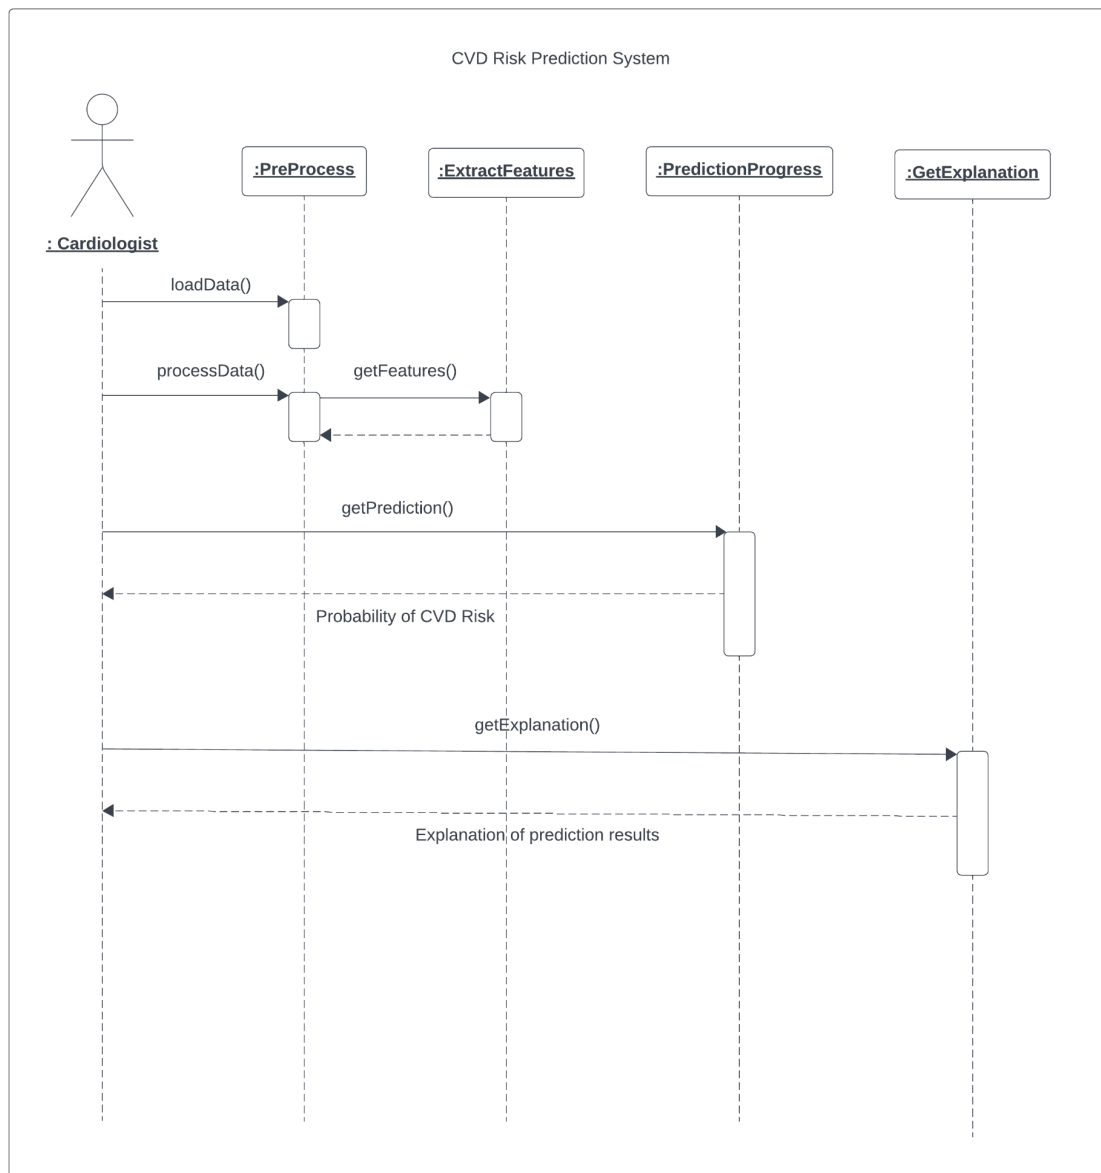 CVD Risk Prediction System
:PreProcess
:ExtractFeatures
:PredictionProgress
:GetExplanation
: Cardiologist
loadData()
processData()
getFeatures()
getPrediction()
Probability of CVD Risk
getExplanation()
Explanation of prediction results